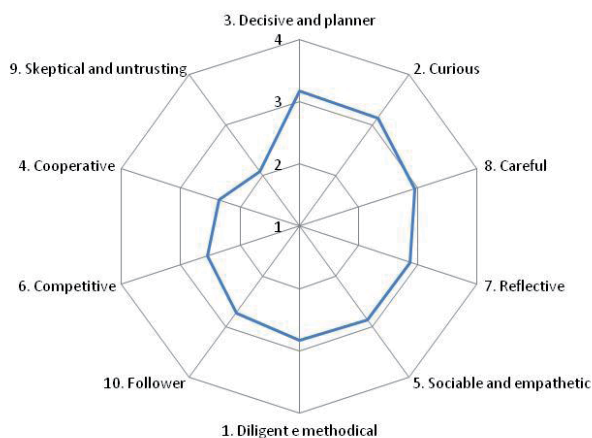 3. Decisive and planner
4
9. Skeptical and untrusting
2. Curious
3
4. Cooperative
8. Careful
2
1
6. Competitive
7. Reflective
10. Follower
5. Sociable and empathetic
1. Diligent e methodical